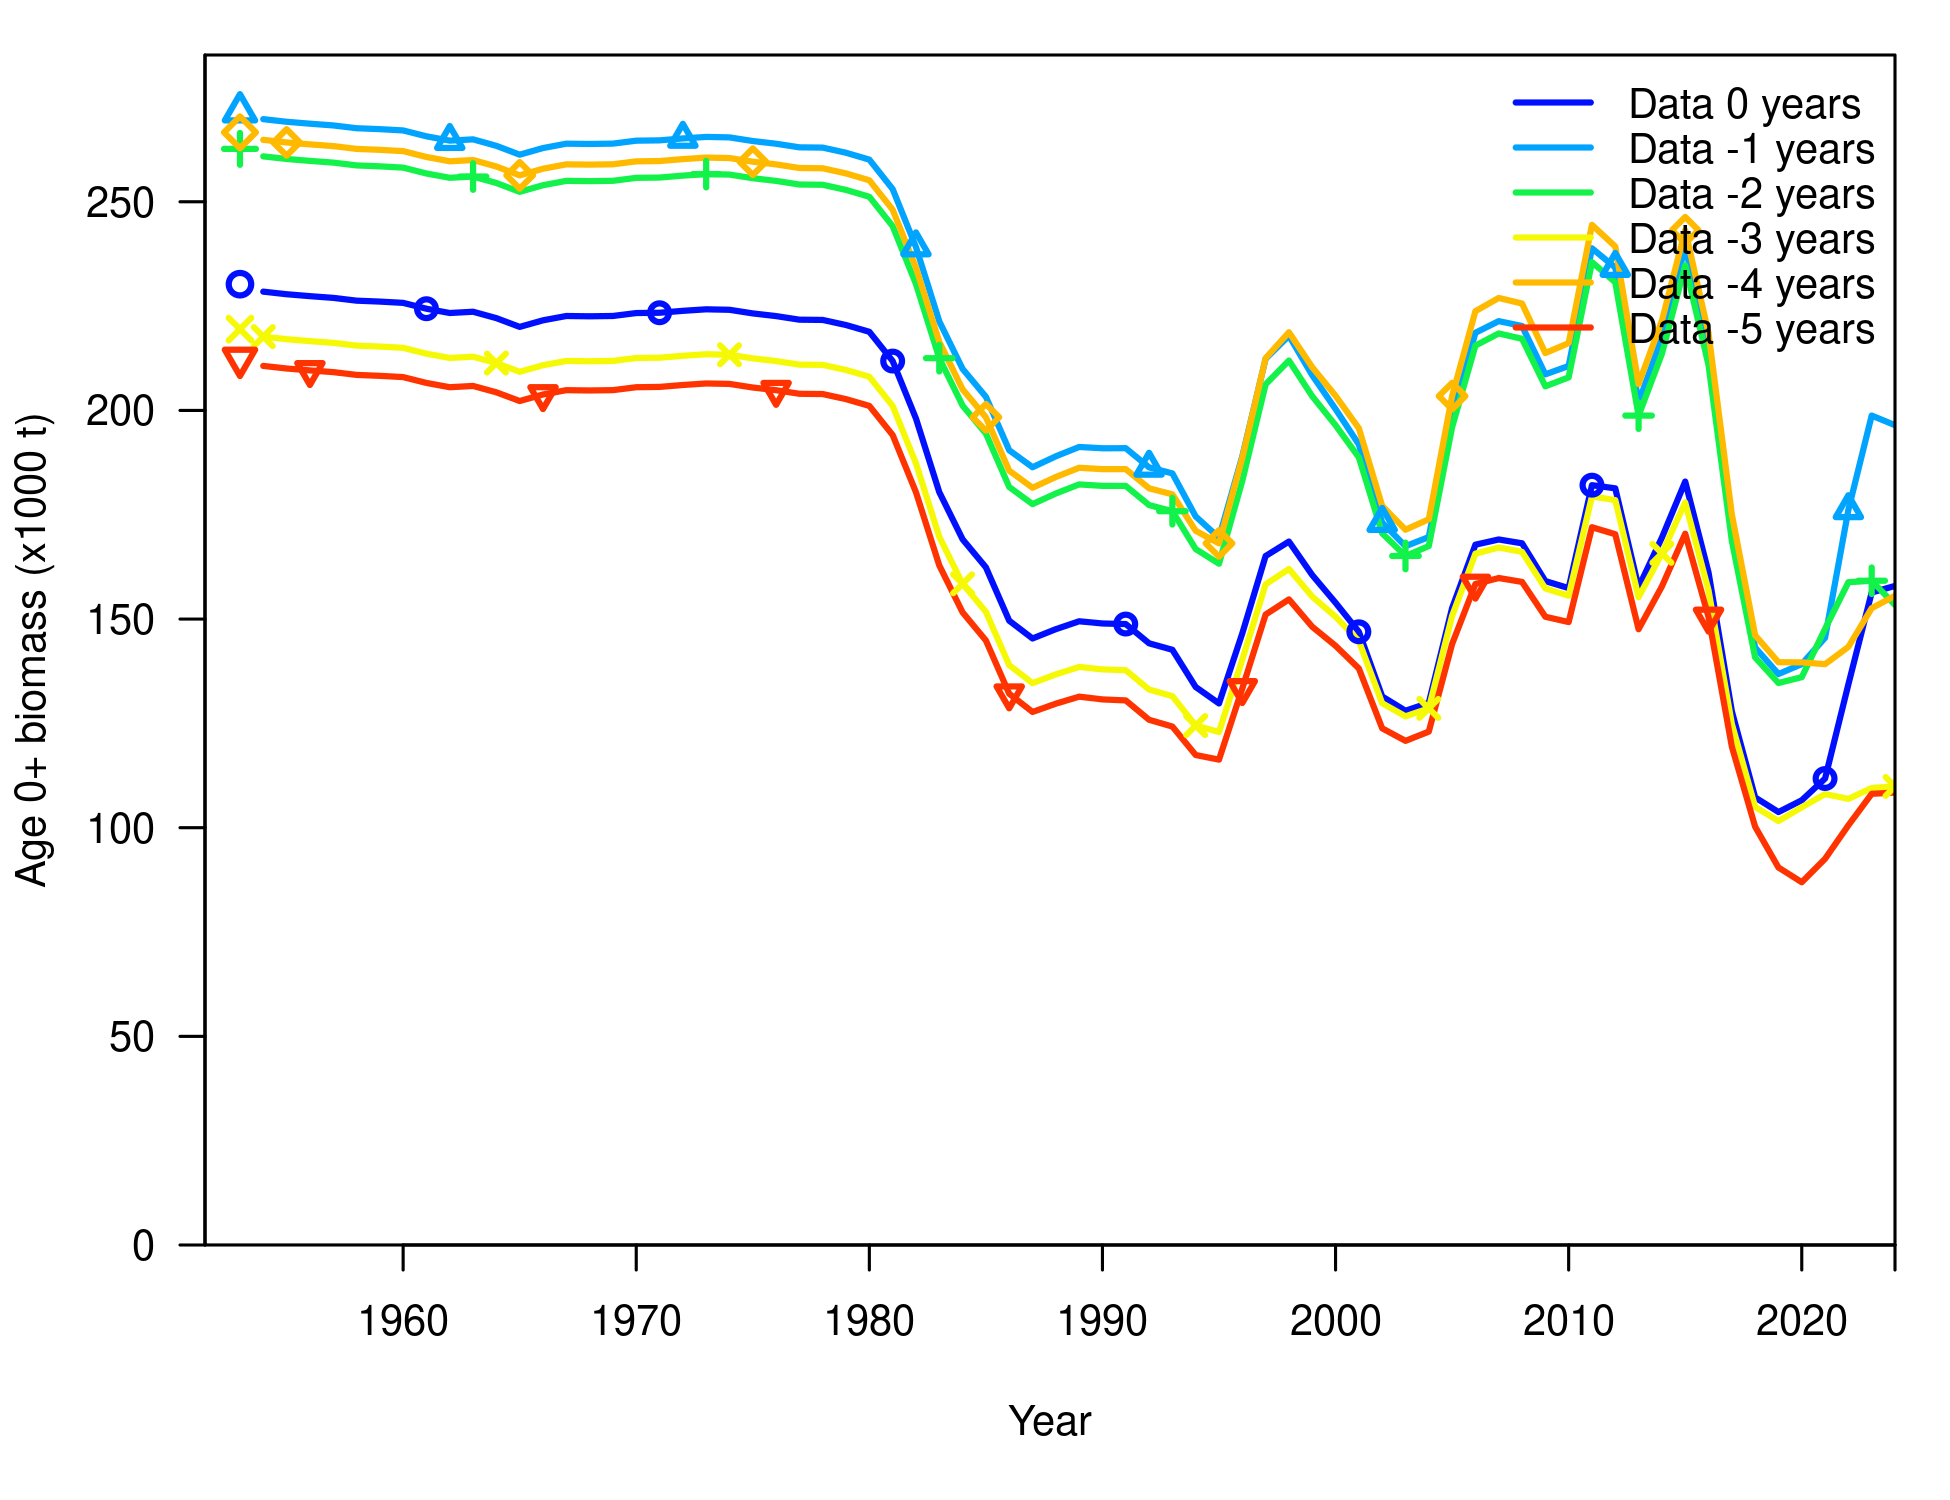 Data 0 years
Data -1 years
Data -2 years
Data -3 years
Data -4 years
Data -5 years
Age 0+ biomass (x1000 t)
250
200
150
100
50
0
1960 1970 1980 1990 2000 2010 2020
Year